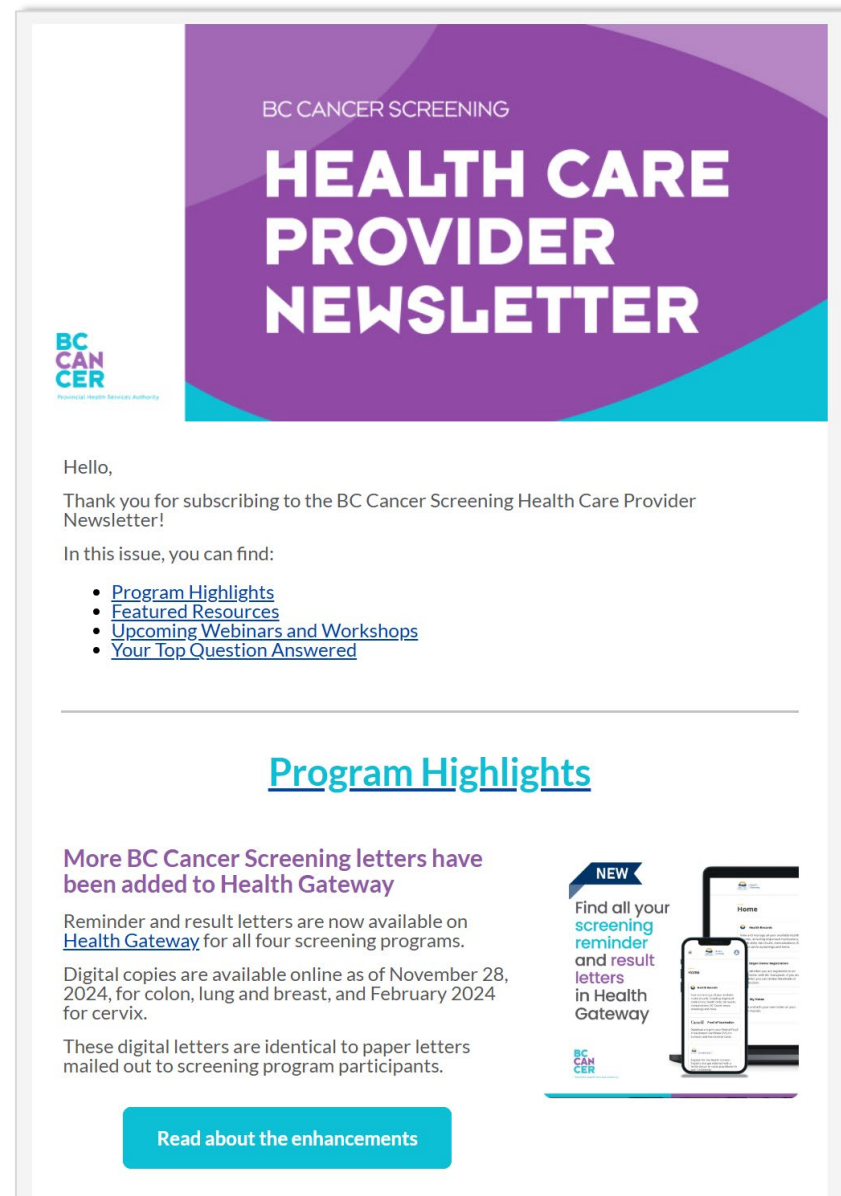 BC CANCER SCREENING
HEALTH CARE
PROVIDER
NEWSLETTER
BC
CAN
CER
Provincial Health Services Authority
Hello,
Thank you for subscribing to the BC Cancer Screening Health Care Provider
Newsletter!
In this issue, you can find:
Program Highlights
Featured Resources
Upcoming Webinars and Workshops
Your Top Question Answered
Program Highlights
More BC Cancer Screening letters have
been added to Health Gateway
Reminder and result letters are now available on
Health Gateway for all four screening programs.
Digital copies are available online as of November 28,
2024, for colon, lung and breast, and February 2024
for cervix.
These digital letters are identical to paper letters
mailed out to screening program participants.
Read about the enhancements
NEW
Find all your
screening
reminder
and result
letters
in Health
Gateway
BC
CAN
CER
Home
Health Records